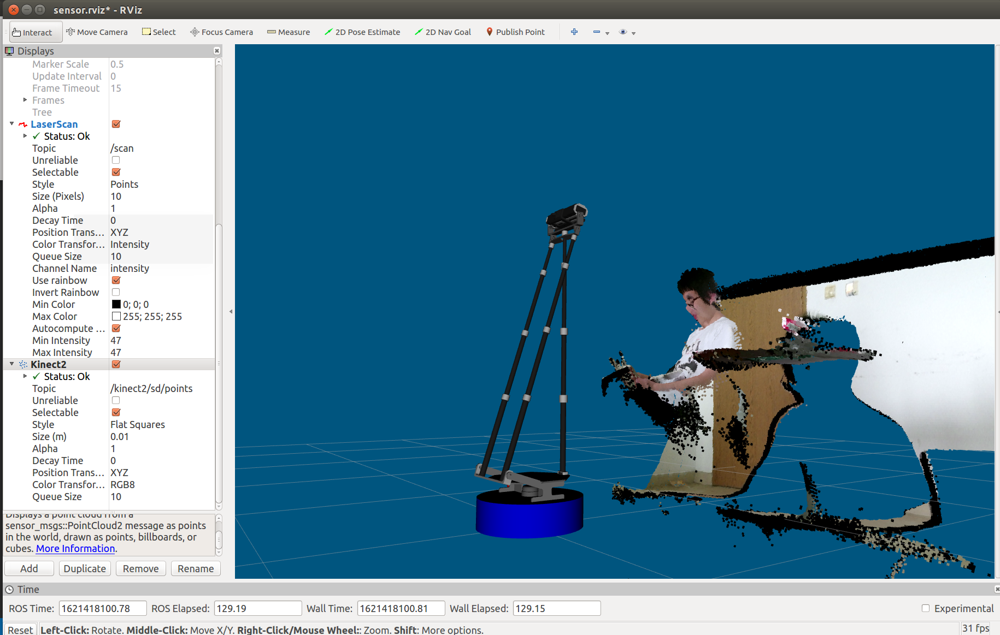 sensor.rviz* - RViz
Interact Move Camera Select Focus Camera Measure 2D Pose Estimate 2D Nav Goal Publish Point
Displays
Marker Scale 0.5
Update Interval 0
Frame Timeout 15
Frames
Tree
LaserScan
Status: Ok
Topic /scan
Unreliable
Selectable
Style Points
Size (Pixels) 10
Alpha 1
Decay Time 0
Position Trans... XYZ
Color Transfor... Intensity
Queue Size 10
Channel Name intensity
Use rainbow
Invert Rainbow
Min Color 0; 0; 0
Max Color 255; 255; 255
Autocompute ...
Min Intensity 47
Max Intensity 47
Kinect2
Status: Ok
Topic /kinect2/sd/points
Unreliable
Selectable
Style Flat Squares
Size (m) 0.01
Alpha 1
Decay Time 0
Position Trans... XYZ
Color Transfor... RGB8
Queue Size 10
Displays a point cloud from a
sensor_msgs::PointCloud2 message as points
in the world, drawn as points, billboards, or
cubes. More Information.
Add Duplicate Remove Rename
Time
ROS Time: 1621418100.78 ROS Elapsed: 129.19 Wall Time: 1621418100.81 Wall Elapsed: 129.15 Experimental
Reset Left-Click: Rotate. Middle-Click: Move X/Y. Right-Click/Mouse Wheel:: Zoom. Shift: More options. 31 fps